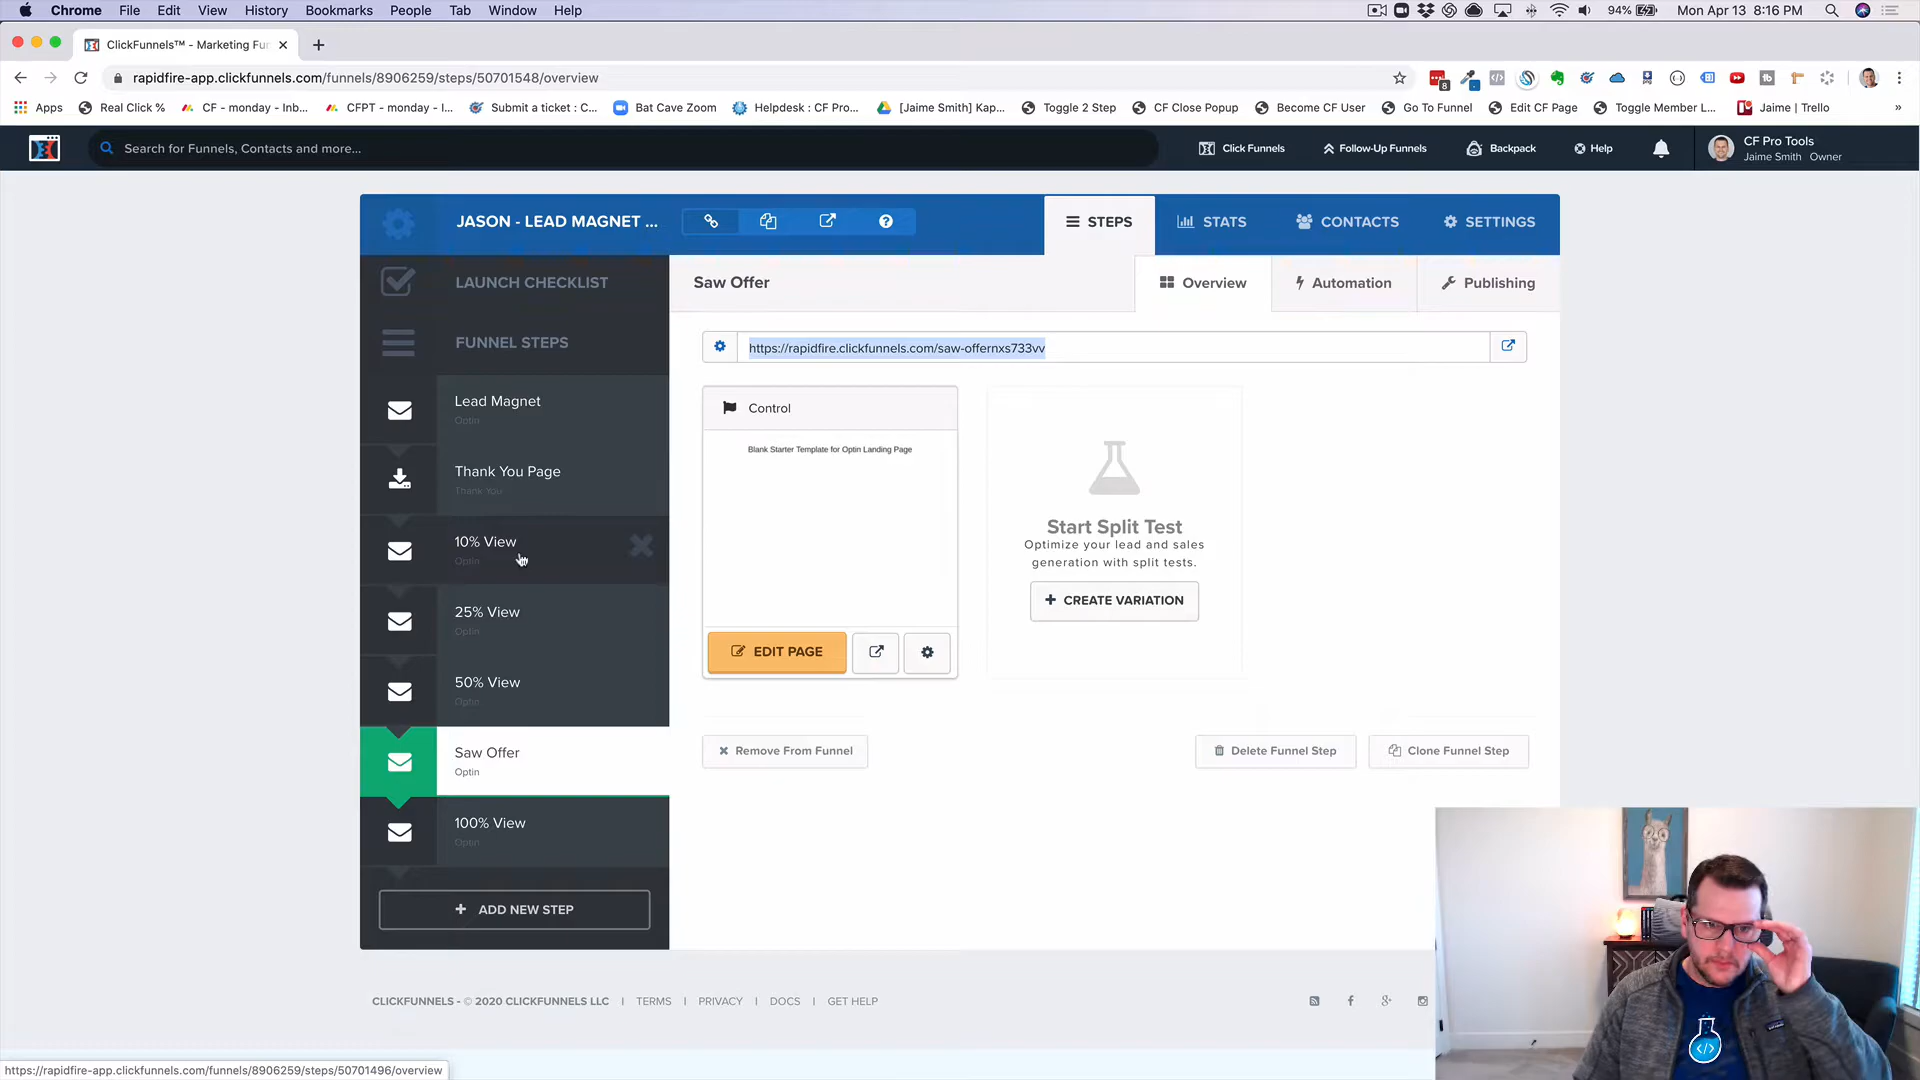 Chrome File Edit View History Bookmarks People Tab Window Help
94% Mon Apr 13 8:16 PM
ClickFunnels™ - Marketing Fu
rapidfire-app.clickfunnels.com/funnels/8906259/steps/50701548/overview
8
Apps Real Click % CF - monday - Inb... CFPT - monday - I... Submit a ticket : C... Bat Cave Zoom Helpdesk : CF Pro... [Jaime Smith] Kap... Toggle 2 Step CF Close Popup Become CF User Go To Funnel Edit CF Page Toggle Member L... Jaime | Trello »
Search for Funnels, Contacts and more...
Click Funnels Follow-Up Funnels Backpack Help
CF Pro Tools
Jaime Smith Owner
JASON - LEAD MAGNET ...
STEPS STATS CONTACTS SETTINGS
LAUNCH CHECKLIST
Saw Offer
Overview Automation Publishing
FUNNEL STEPS
https://rapidfire.clickfunnels.com/saw-offernxs733vv
Lead Magnet
Optin
Thank You Page
Thank You
10% View
Optin
25% View
Optin
50% View
Optin
Saw Offer
Optin
100% View
Optin
+ ADD NEW STEP
Control
Blank Starter Template for Optin Landing Page
EDIT PAGE
Start Split Test
Optimize your lead and sales
generation with split tests.
+ CREATE VARIATION
Remove From Funnel
Delete Funnel Step
Clone Funnel Step
CLICKFUNNELS - © 2020 CLICKFUNNELS LLC | TERMS | PRIVACY | DOCS | GET HELP
https://rapidfire-app.clickfunnels.com/funnels/8906259/steps/50701496/overview